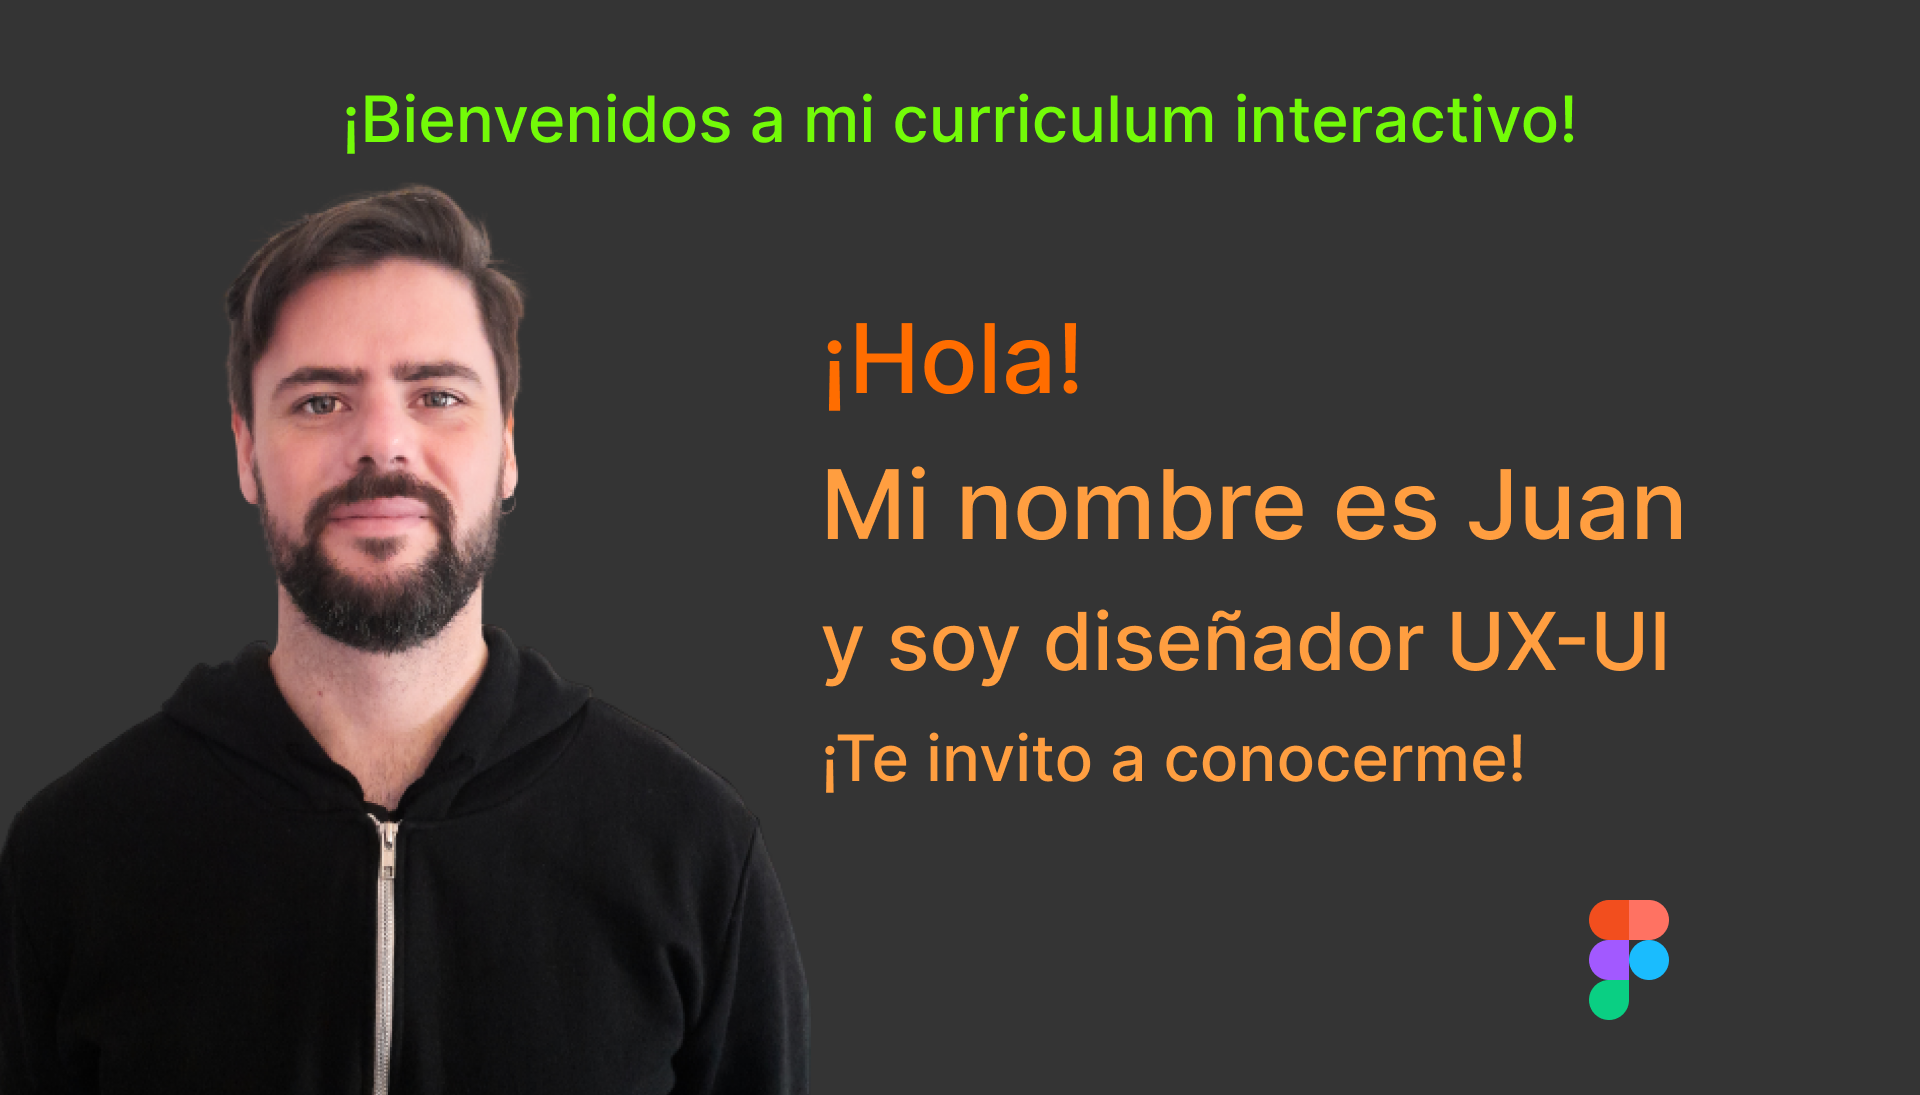 ¡Bienvenidos a mi curriculum interactivo!
¡Hola!
Mi nombre es Juan
y soy diseñador UX-UI
¡Te invito a conocerme!